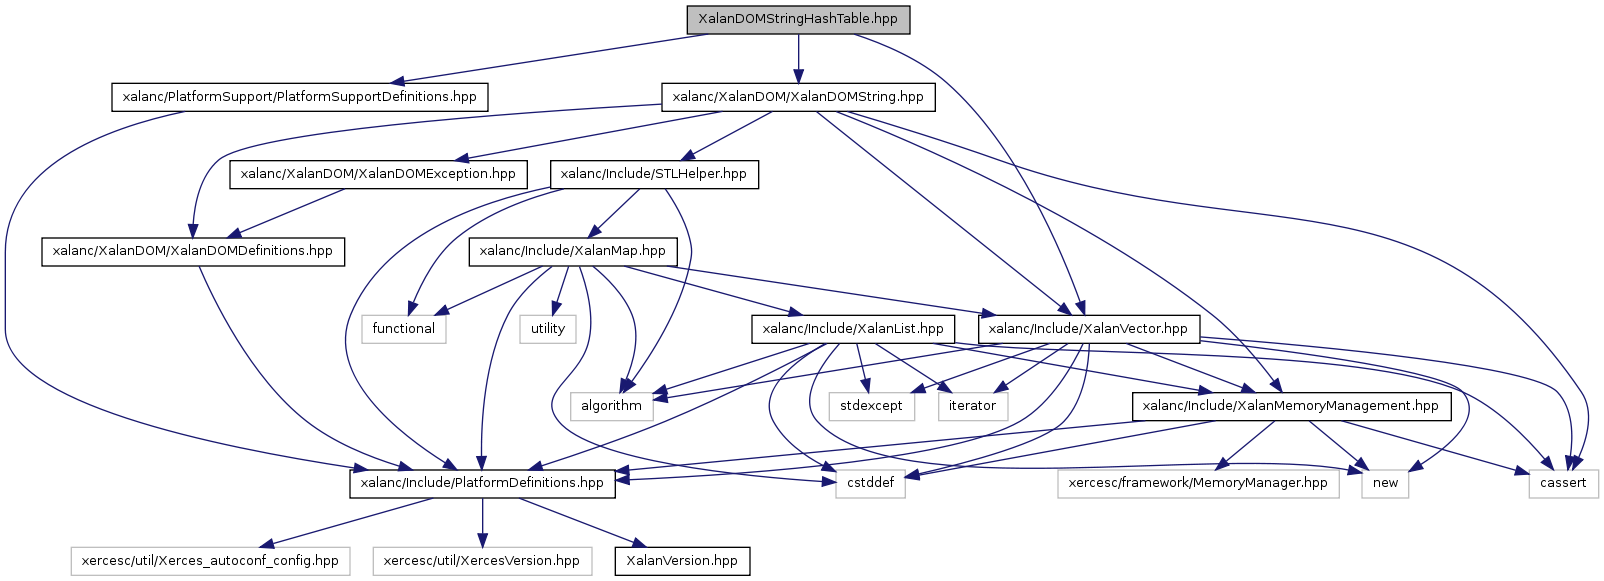 XalanDOMStringHashTable.hpp
xalanc/PlatformSupport/PlatformSupportDefinitions.hpp
xalanc/XalanDOM/XalanDOMString.hpp
xalanc/XalanDOM/XalanDOMException.hpp
xalanc/Include/STLHelper.hpp
xalanc/XalanDOM/XalanDOMDefinitions.hpp
xalanc/Include/XalanMap.hpp
functional
utility
xalanc/Include/XalanList.hpp
xalanc/Include/XalanVector.hpp
algorithm
stdexcept
iterator
xalanc/Include/XalanMemoryManagement.hpp
xalanc/Include/PlatformDefinitions.hpp
cstddef
xercesc/framework/MemoryManager.hpp
new
cassert
xercesc/util/Xerces_autoconf_config.hpp
xercesc/util/XercesVersion.hpp
XalanVersion.hpp